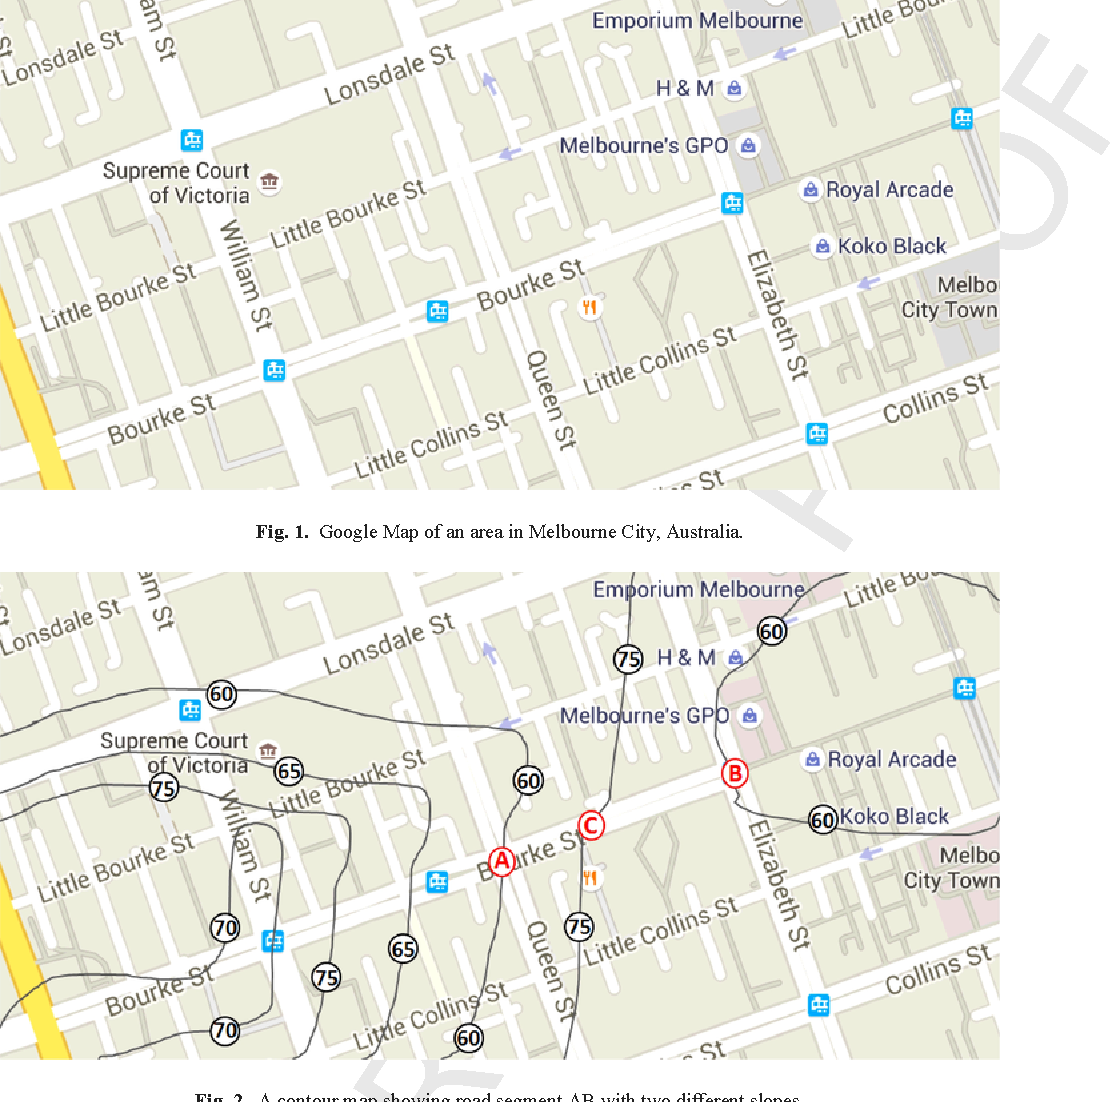 Emporium Melbourne
Little Bou
am St
Lonsdale St
Lonsdale St
H & M
Melbourne's GPO
Supreme Court
of Victoria
Royal Arcade
Little Bourke St
Koko Black
William St
Elizabeth St
Little Bourke St
Bourke St
Melbo
City Town
Queen St
Little Collins St
Bourke St
Collins St
Little Collins St
St
Fig. 1. Google Map of an area in Melbourne City, Australia.
Emporium Melbourne
Little Bou
am St
Lonsdale St
Lonsdale St
60
75
H & M
60
Melbourne's GPO
Supreme Court
of Victoria
65
75
Little Bourke St
60
B
Royal Arcade
William St
C
60
Koko Black
Little Bourke St
A
B urke St
Elizabeth St
Melbo
City Town
70
75
65
75
Queen St
Little Collins St
Bourke St
Collins St
70
Little Collins St
60
St
Fig. 2. A contour map showing road segment AB with two different slopes
OF
R